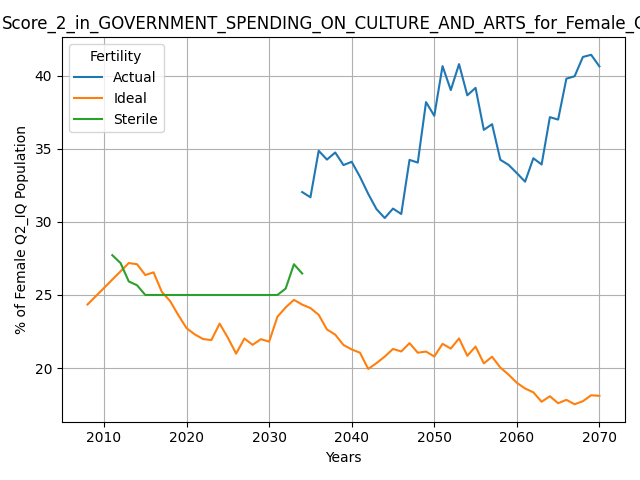 Score_2_in_GOVERNMENT_SPENDING_ON_CULTURE_AND_ARTS_for_Female_
Fertility
Actual
Ideal
Sterile
% of Female Q2_IQ Population
40
35
30
25
20
2010 2020 2030 2040 2050 2060 2070
Years